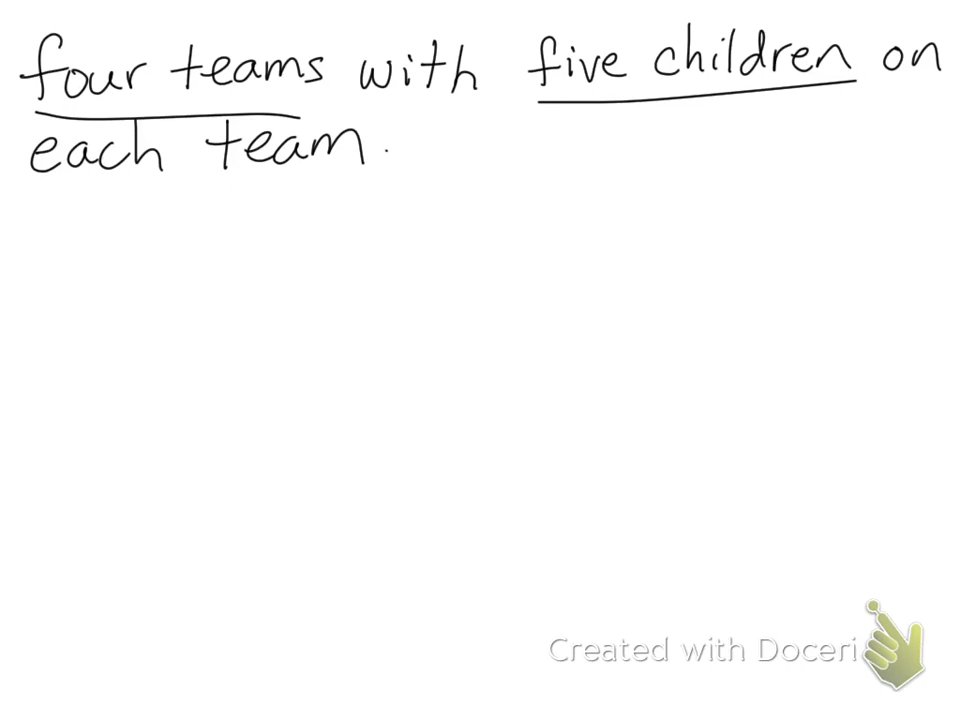 four teams with five children on
each team.
Created with Doceri